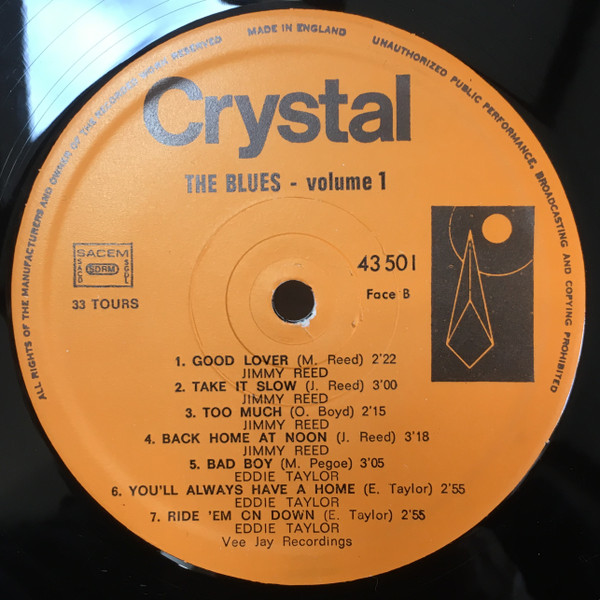 ALL RIGHTS OF THE MANUFACTURERS AND OWNER OF THE RECORDED WORK RESERVED
MADE IN ENGLAND
UNAUTHORIZED PUBLIC PERFORMANCE, BROADCASTING AND COPYING PROHIBITED
Crystal
THE BLUES - volume 1
SACEM
SACD SDRM SGDL
33 TOURS
43 501
Face B
1. GOOD LOVER (M. Reed) 2'22
JIMMY REED
2. TAKE IT SLOW (J. Reed) 3'00
JIMMY REED
3. TOO MUCH (O. Boyd) 2'15
JIMMY REED
4. BACK HOME AT NOON (J. Reed) 3'18
JIMMY REED
5. BAD BOY (M. Pegoe) 3'05
EDDIE TAYLOR
6. YOU'LL ALWAYS HAVE A HOME (E. Taylor) 2'55
EDDIE TAYLOR
7. RIDE 'EM CN DOWN (E. Taylor) 2'55
EDDIE TAYLOR
Vee Jay Recordings